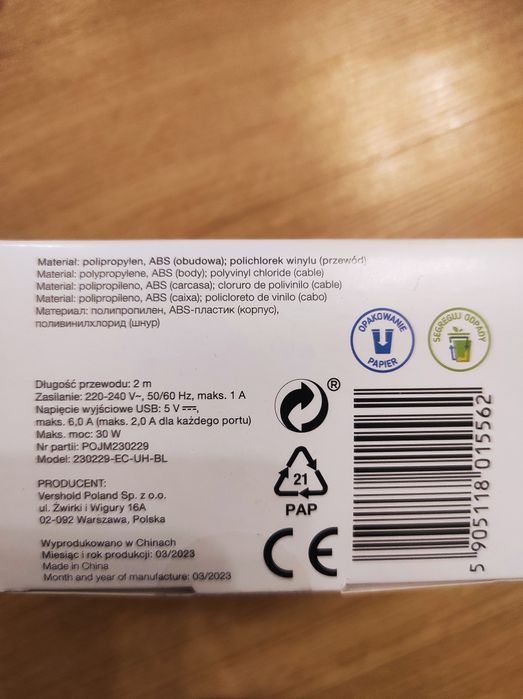 Materiał: polipropylen, ABS (obudowa); polichlorek winylu (przewód)
Material: polypropylene, ABS (body); polyvinyl chloride (cable)
Material: polipropileno, ABS (carcasa); cloruro de polivinilo (cable)
Material: polipropileno, ABS (caixa); policloreto de vinilo (cabo)
Материал: полипропилен, ABS-пластик (корпус),
поливинилхлорид (шнур)
OPAKOWANIE
PAPIER
SEGREGUJ ODPADY
Długość przewodu: 2 m
Zasilanie: 220-240 V~, 50/60 Hz, maks. 1 A
Napięcie wyjściowe USB: 5 V⎓,
maks. 6,0 A (maks. 2,0 A dla każdego portu)
Maks. moc: 30 W
Nr partii: POJM230229
Model: 230229-EC-UH-BL
PRODUCENT:
Vershold Poland Sp. z o.o.
ul. Żwirki i Wigury 16A
02-092 Warszawa, Polska
Wyprodukowano w Chinach
Miesiąc i rok produkcji: 03/2023
Made in China
Month and year of manufacture: 03/2023
®
21
PAP
CE
5 905118 015562